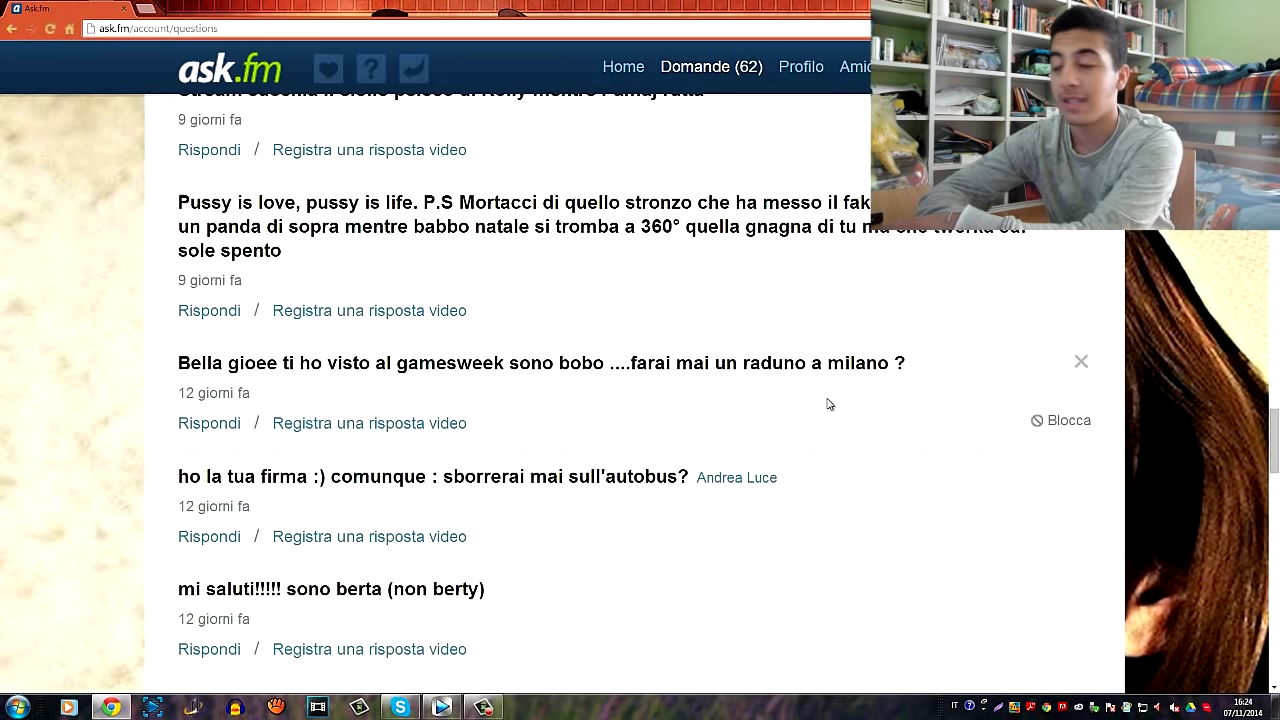 Ask.fm
ask.fm/account/questions
ask.fm
Home Domande (62) Profilo Amic
9 giorni fa
Rispondi / Registra una risposta video
Pussy is love, pussy is life. P.S Mortacci di quello stronzo che ha messo il fak
un panda di sopra mentre babbo natale si tromba a 360° quella gnagna di tu
sole spento
9 giorni fa
Rispondi / Registra una risposta video
Bella gioee ti ho visto al gamesweek sono bobo ....farai mai un raduno a milano ?
12 giorni fa
Rispondi / Registra una risposta video
Blocca
ho la tua firma :) comunque : sborrerai mai sull'autobus? Andrea Luce
12 giorni fa
Rispondi / Registra una risposta video
mi saluti!!!!! sono berta (non berty)
12 giorni fa
Rispondi / Registra una risposta video
IT
16:24
07/11/2014